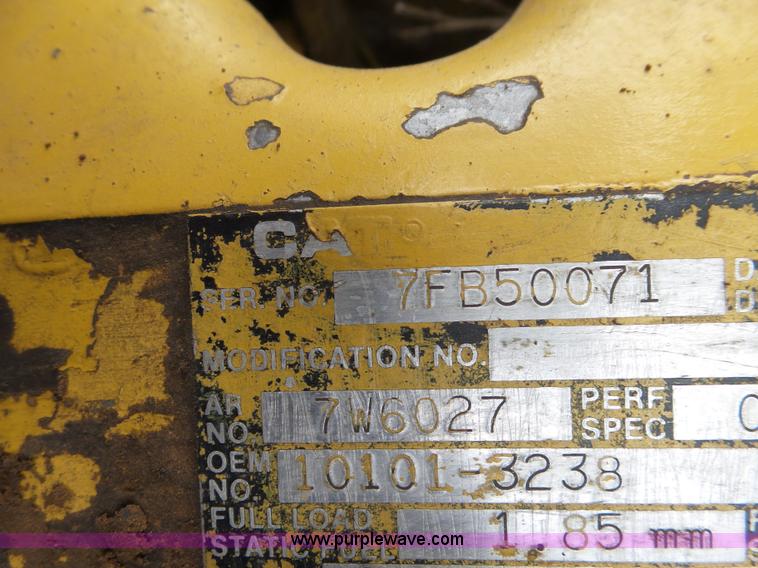 CAT®
SER. NO. 7FB50071 D
D
MODIFICATION NO.
AR NO. 7W6027 PERF SPEC 0
OEM NO. 10101-3238
FULL LOAD STATIC FUEL 1.85 mm
www.purplewave.com